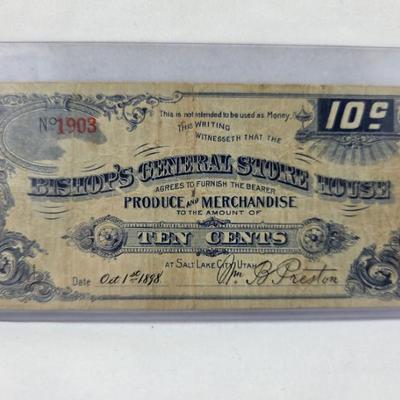 No 1903
This is not intended to be used as Money.
10c
THIS WRITING
WITNESSETH THAT THE
BISHOP'S GENERAL STORE HOUSE
AGREES TO FURNISH THE BEARER
PRODUCE AND MERCHANDISE
TO THE AMOUNT OF
TEN CENTS
AT SALT LAKE CITY, UTAH
Date Oct 1st 1898 Wm. B. Preston